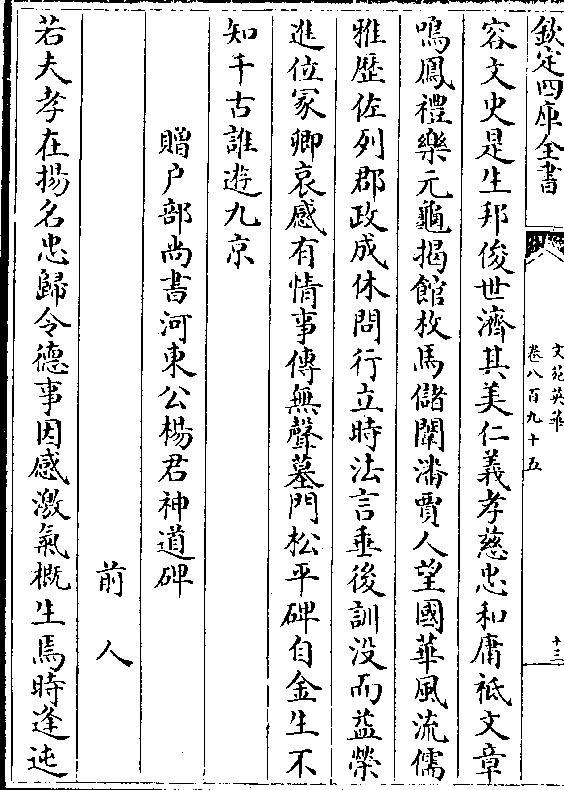 欽定四庫全書
文苑英華
卷八百九十五
十三
容文史是生邦俊世濟其美仁義孝慈忠和庸祗文章
鳴鳳禮樂元龜揭館枚馬儲闈潘賈人望國華風流儒
雅歷佐列郡政成休問行立時法言垂後訓没而益榮
進位冢卿哀感有情事傳無聲墓門松平碑自金生不
知千古誰遊九京
贈户部尚書河東公楊君神道碑
前人
若夫孝在揚名忠歸令德事因感激氣概生焉時逢迍